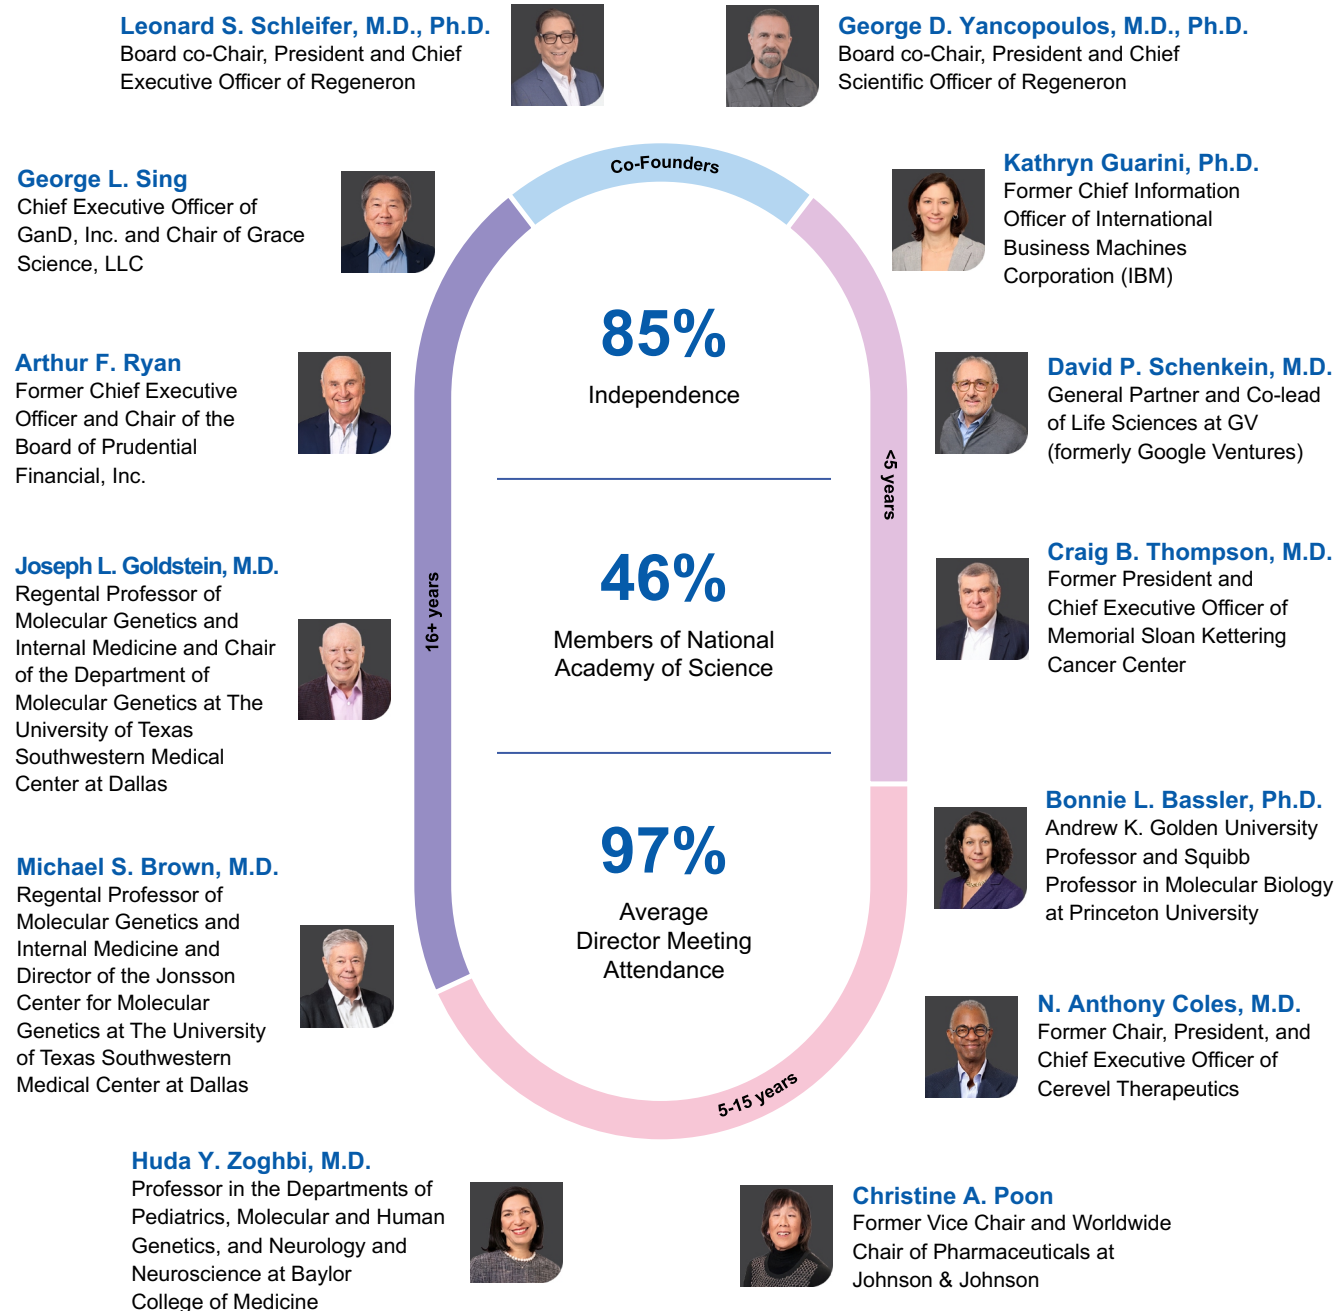 Leonard S. Schleifer, M.D., Ph.D.
Board co-Chair, President and Chief
Executive Officer of Regeneron
George D. Yancopoulos, M.D., Ph.D.
Board co-Chair, President and Chief
Scientific Officer of Regeneron
Co-Founders
George L. Sing
Chief Executive Officer of
GanD, Inc. and Chair of Grace
Science, LLC
Kathryn Guarini, Ph.D.
Former Chief Information
Officer of International
Business Machines
Corporation (IBM)
85%
Independence
Arthur F. Ryan
Former Chief Executive
Officer and Chair of the
Board of Prudential
Financial, Inc.
David P. Schenkein, M.D.
General Partner and Co-lead
of Life Sciences at GV
(formerly Google Ventures)
<5 years
46%
Members of National
Academy of Science
16+ years
Joseph L. Goldstein, M.D.
Regental Professor of
Molecular Genetics and
Internal Medicine and Chair
of the Department of
Molecular Genetics at The
University of Texas
Southwestern Medical
Center at Dallas
Craig B. Thompson, M.D.
Former President and
Chief Executive Officer of
Memorial Sloan Kettering
Cancer Center
97%
Average
Director Meeting
Attendance
Michael S. Brown, M.D.
Regental Professor of
Molecular Genetics and
Internal Medicine and
Director of the Jonsson
Center for Molecular
Genetics at The University
of Texas Southwestern
Medical Center at Dallas
Bonnie L. Bassler, Ph.D.
Andrew K. Golden University
Professor and Squibb
Professor in Molecular Biology
at Princeton University
N. Anthony Coles, M.D.
Former Chair, President, and
Chief Executive Officer of
Cerevel Therapeutics
5-15 years
Huda Y. Zoghbi, M.D.
Professor in the Departments of
Pediatrics, Molecular and Human
Genetics, and Neurology and
Neuroscience at Baylor
College of Medicine
Christine A. Poon
Former Vice Chair and Worldwide
Chair of Pharmaceuticals at
Johnson & Johnson